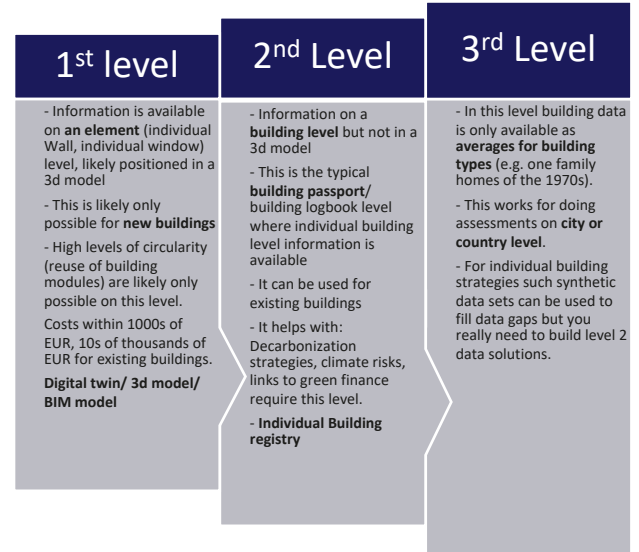 1st level
- Information is available
on an element (individual
Wall, individual window)
level, likely positioned in a
3d model
- This is likely only
possible for new buildings
- High levels of circularity
(reuse of building
modules) are likely only
possible on this level.
Costs within 1000s of
EUR, 10s of thousands of
EUR for existing buildings.
Digital twin/ 3d model/
BIM model
2nd Level
- Information on a
building level but not in a
3d model
- This is the typical
building passport/
building logbook level
where individual building
level information is
available
- It can be used for
existing buildings
- It helps with:
Decarbonization
strategies, climate risks,
links to green finance
require this level.
- Individual Building
registry
3rd Level
- In this level building data
is only available as
averages for building
types (e.g. one family
homes of the 1970s).
- This works for doing
assessments on city or
country level.
- For individual building
strategies such synthetic
data sets can be used to
fill data gaps but you
really need to build level 2
data solutions.